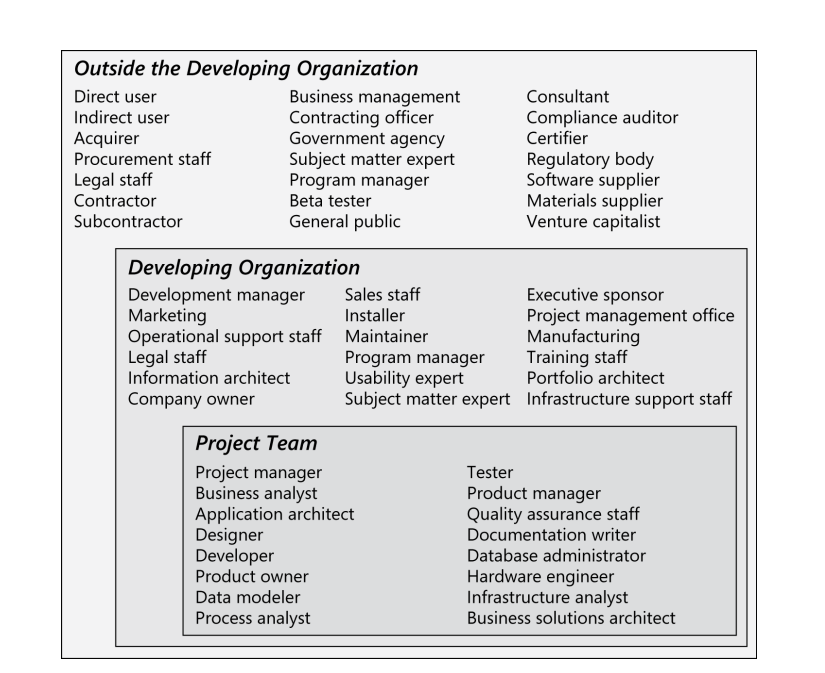 Outside the Developing Organization
Direct user
Indirect user
Acquirer
Procurement staff
Legal staff
Contractor
Subcontractor
Business management
Contracting officer
Government agency
Subject matter expert
Program manager
Beta tester
General public
Consultant
Compliance auditor
Certifier
Regulatory body
Software supplier
Materials supplier
Venture capitalist
Developing Organization
Development manager
Marketing
Operational support staff
Legal staff
Information architect
Company owner
Sales staff
Installer
Maintainer
Program manager
Usability expert
Subject matter expert
Executive sponsor
Project management office
Manufacturing
Training staff
Portfolio architect
Infrastructure support staff
Project Team
Project manager
Business analyst
Application architect
Designer
Developer
Product owner
Data modeler
Process analyst
Tester
Product manager
Quality assurance staff
Documentation writer
Database administrator
Hardware engineer
Infrastructure analyst
Business solutions architect